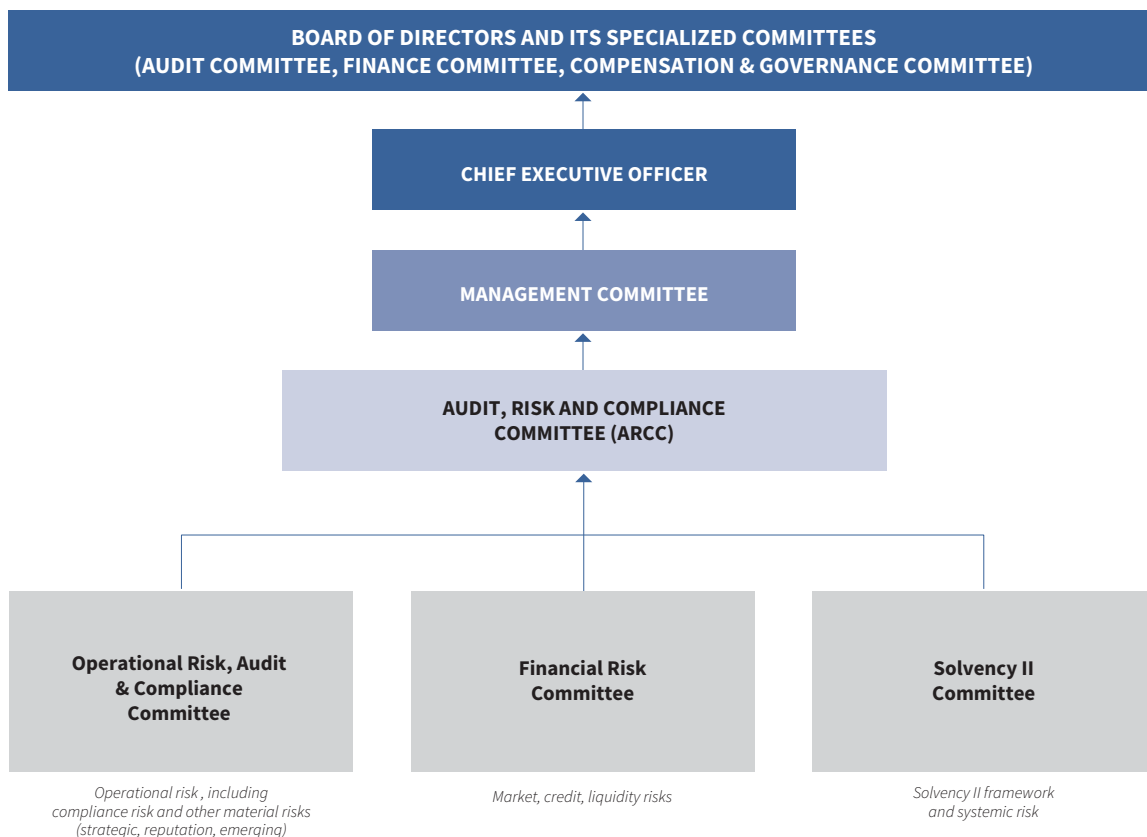 BOARD OF DIRECTORS AND ITS SPECIALIZED COMMITTEES
(AUDIT COMMITTEE, FINANCE COMMITTEE, COMPENSATION & GOVERNANCE COMMITTEE)
CHIEF EXECUTIVE OFFICER
MANAGEMENT COMMITTEE
AUDIT, RISK AND COMPLIANCE
COMMITTEE (ARCC)
Operational Risk, Audit
& Compliance
Committee
Operational risk , including
compliance risk and other material risks
(strategic, reputation, emerging)
Financial Risk
Committee
Market, credit, liquidity risks
Solvency II
Committee
Solvency II framework
and systemic risk